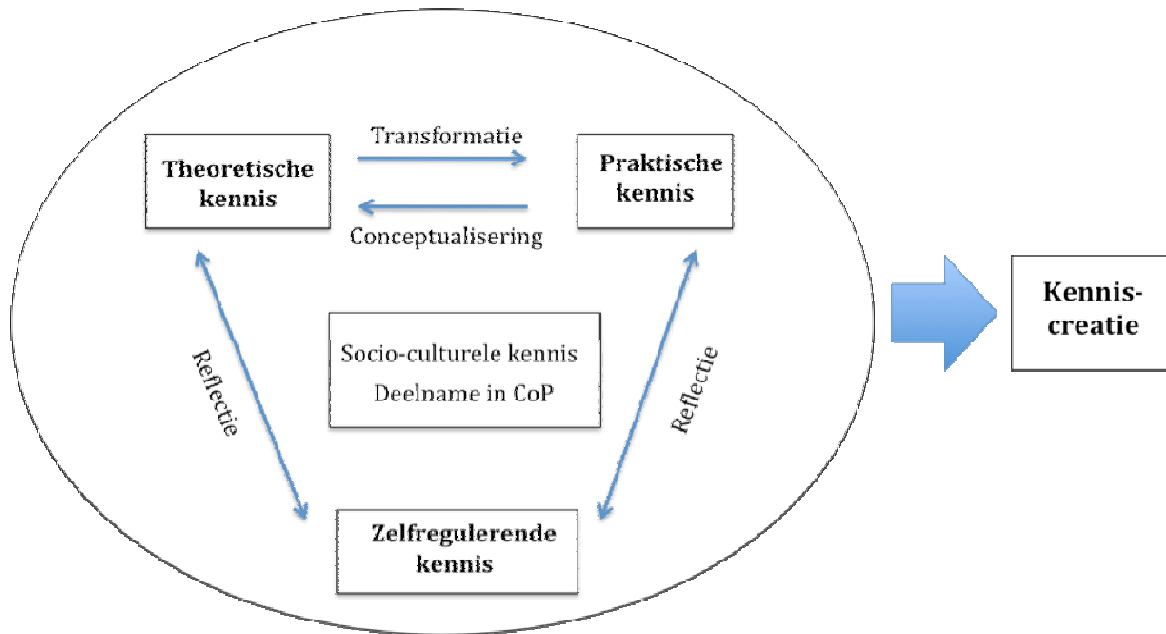 Transformatie
Theoretische
kennis
Praktische
kennis
Conceptualisering
Kennis-
creatie
Reflectie
Socio-culturele kennis
Deelname in CoP
Reflectie
Zelfregulerende
kennis